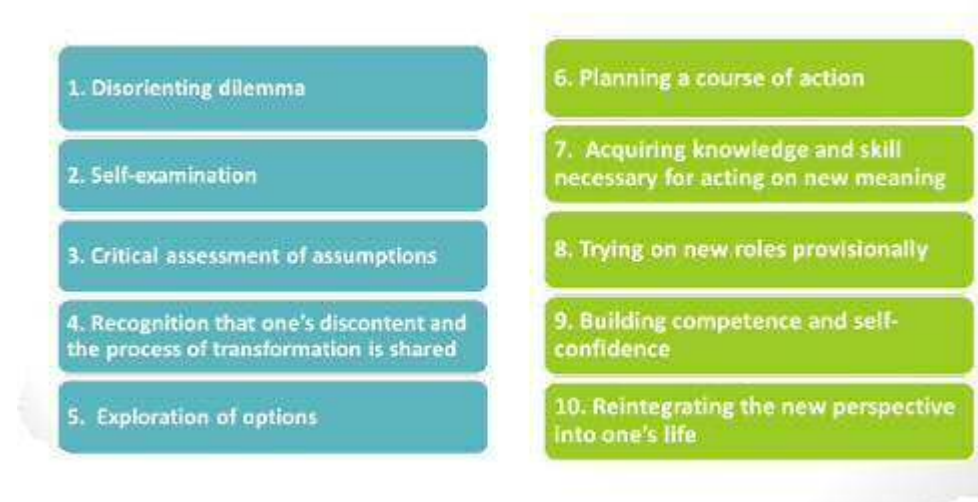 1. Disorienting dilemma
2. Self-examination
3. Critical assessment of assumptions
4. Recognition that one's discontent and
the process of transformation is shared
5.  Exploration of options
6. Planning a course of action
7.  Acquiring knowledge and skill
necessary for acting on new meaning
8. Trying on new roles provisionally
9. Building competence and self-
confidence
10. Reintegrating the new perspective
into one's life